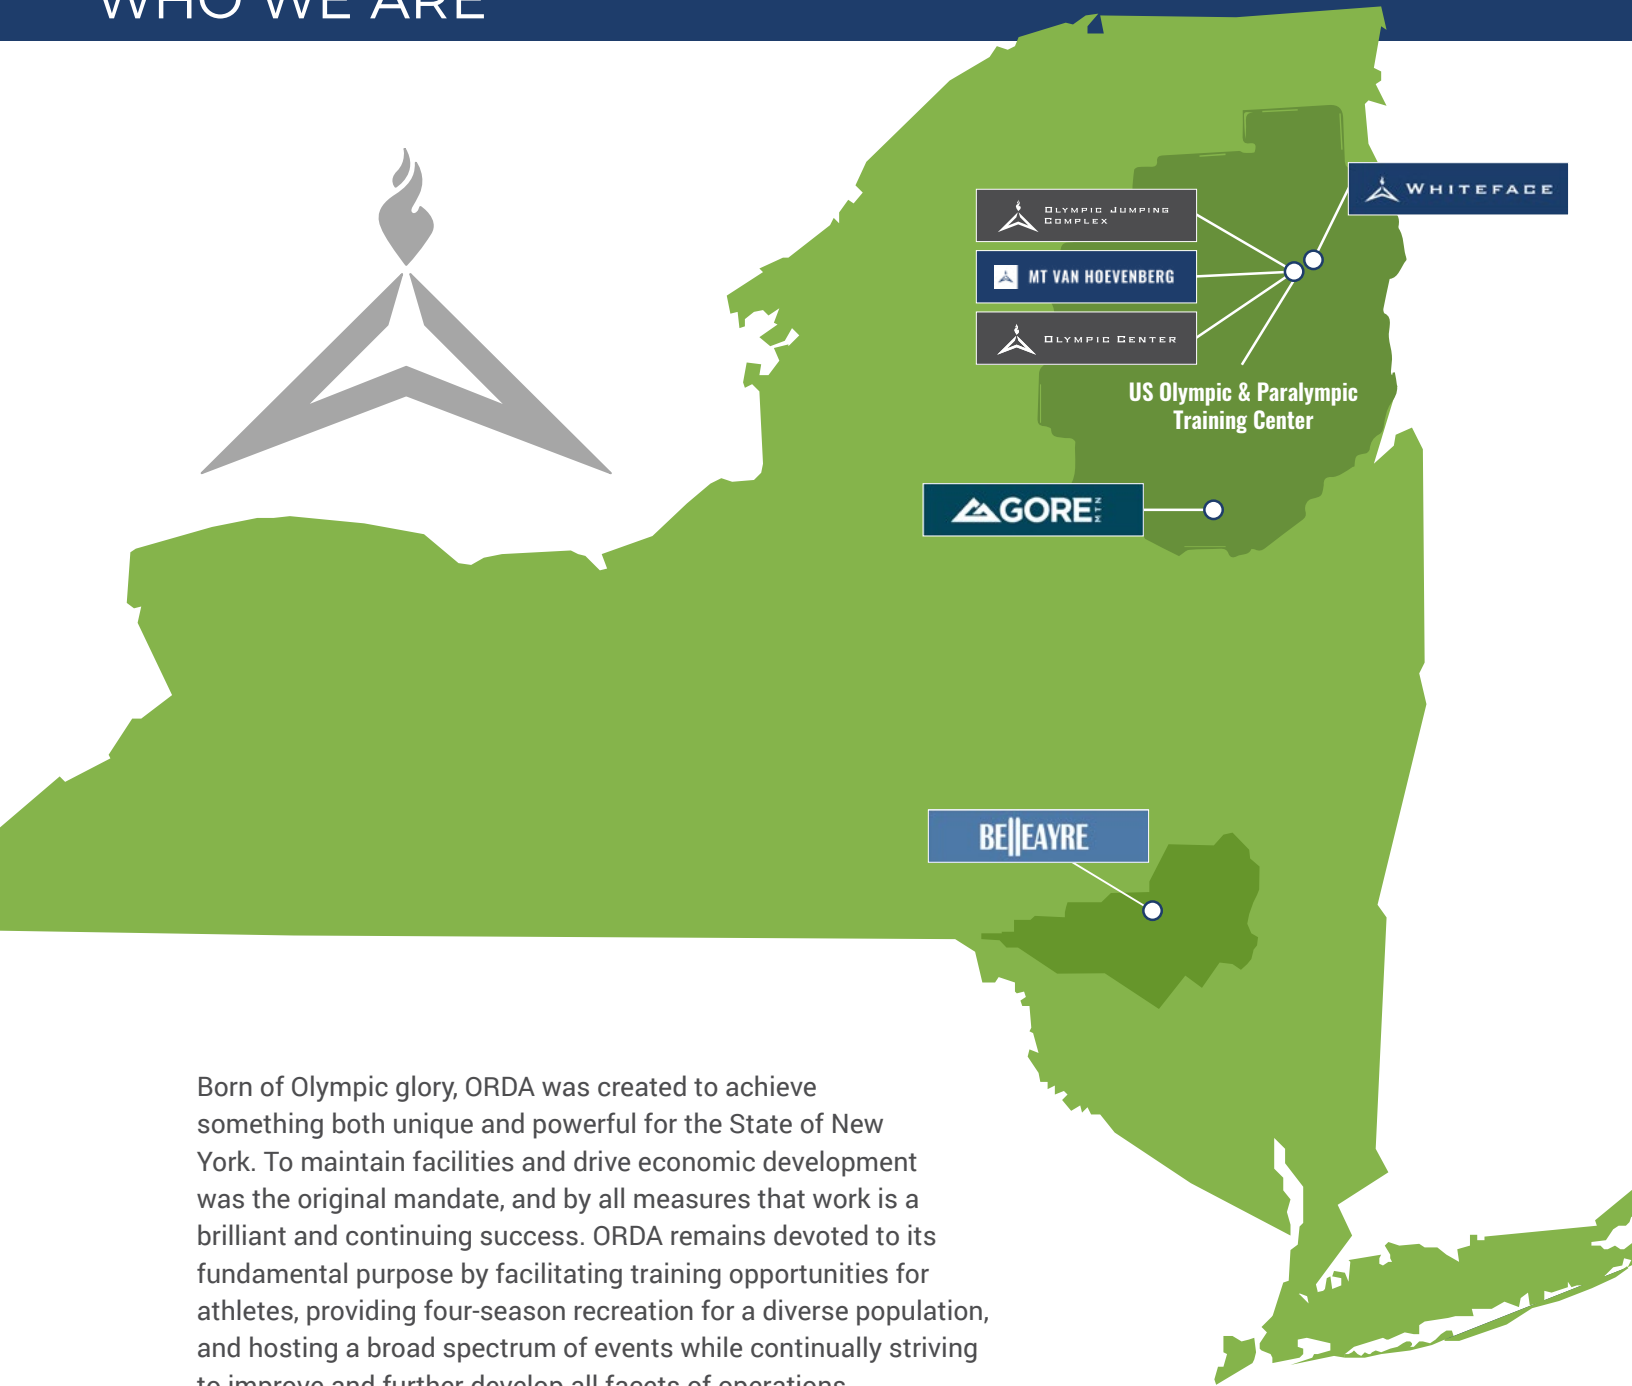 WHO WE ARE
WHITEFACE
OLYMPIC JUMPING
COMPLEX
MT VAN HOEVENBERG
OLYMPIC CENTER
US Olympic & Paralympic
Training Center
GORE MTN
BELLEAYRE
Born of Olympic glory, ORDA was created to achieve
something both unique and powerful for the State of New
York. To maintain facilities and drive economic development
was the original mandate, and by all measures that work is a
brilliant and continuing success. ORDA remains devoted to its
fundamental purpose by facilitating training opportunities for
athletes, providing four-season recreation for a diverse population,
and hosting a broad spectrum of events while continually striving
to improve and further develop all facets of operations.